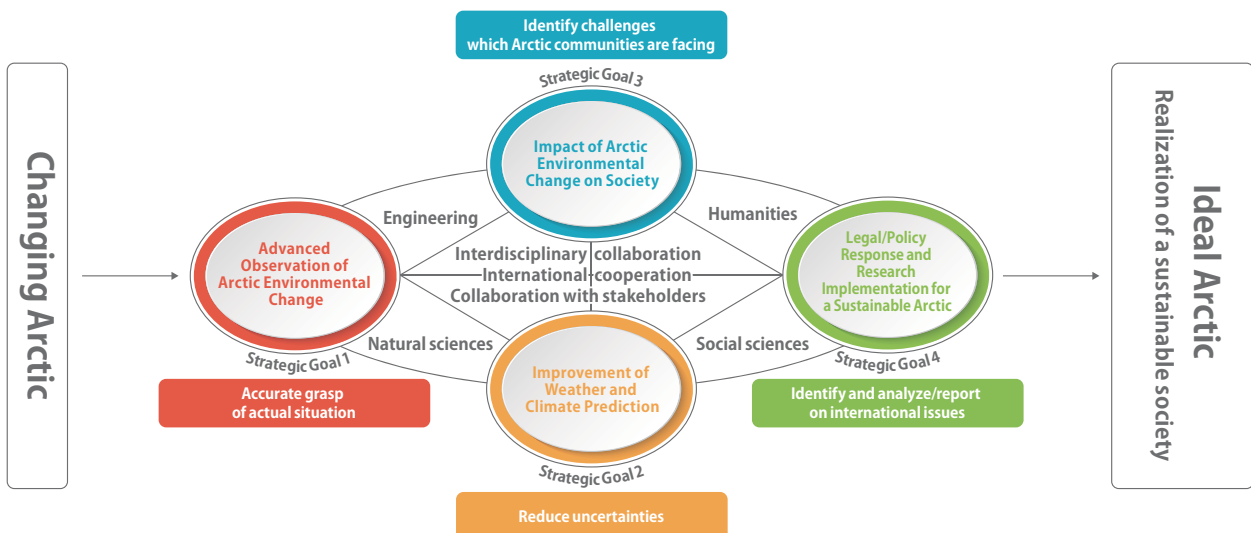 Changing Arctic
Identify challenges
which Arctic communities are facing
Strategic Goal 3
Impact of Arctic
Environmental
Change on Society
Engineering
Humanities
Advanced
Observation of
Arctic Environmental
Change
Strategic Goal 1
Accurate grasp
of actual situation
Interdisciplinary collaboration
International cooperation
Collaboration with stakeholders
Natural sciences
Social sciences
Improvement of
Weather and
Climate Prediction
Strategic Goal 2
Reduce uncertainties
Legal/Policy
Response and
Research
Implementation for
a Sustainable Arctic
Strategic Goal 4
Identify and analyze/report
on international issues
Ideal Arctic
Realization of a sustainable society